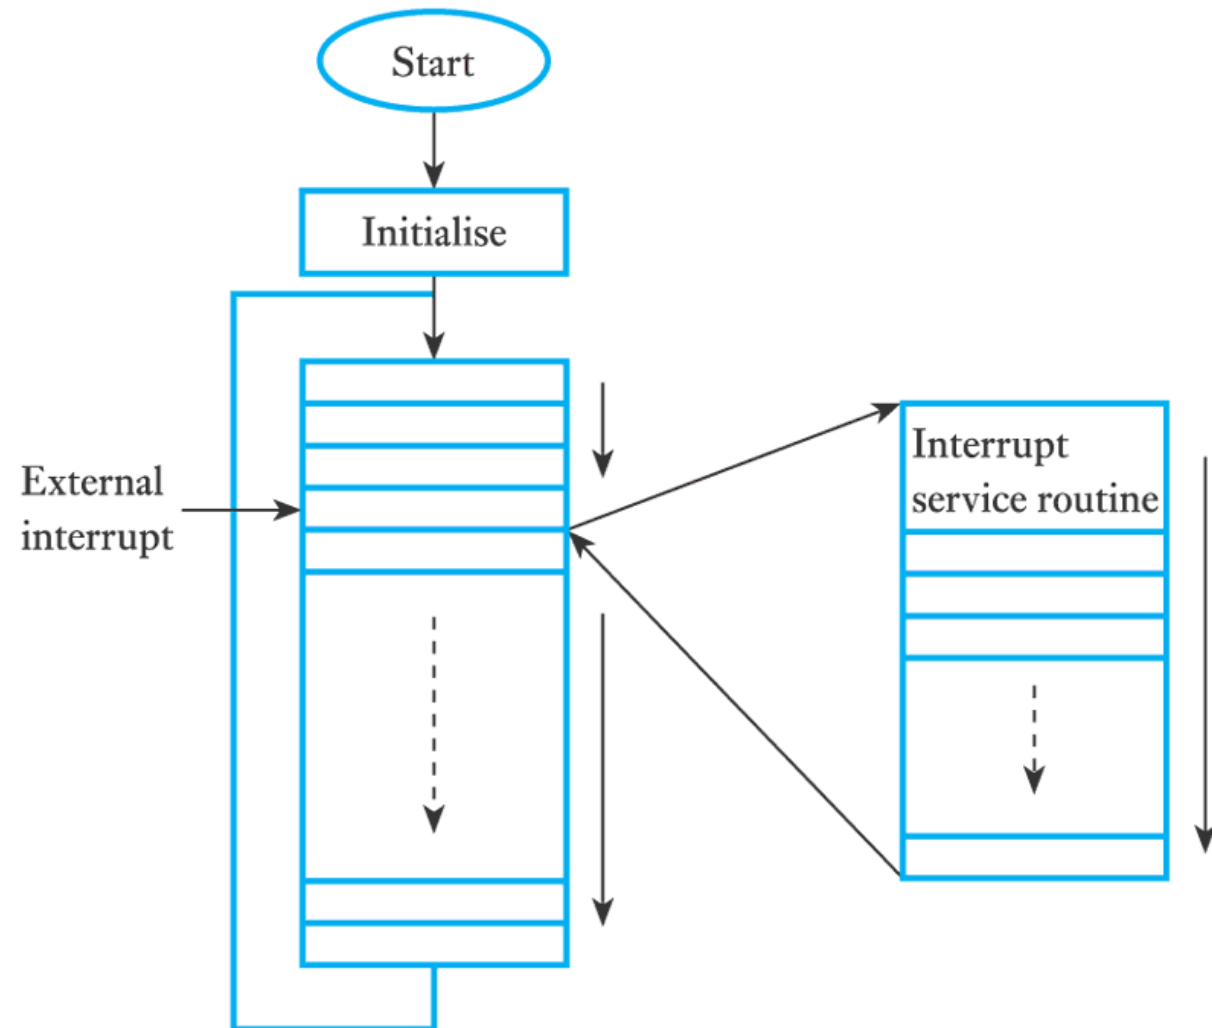 Start
Initialise
External
interrupt
Interrupt
service routine